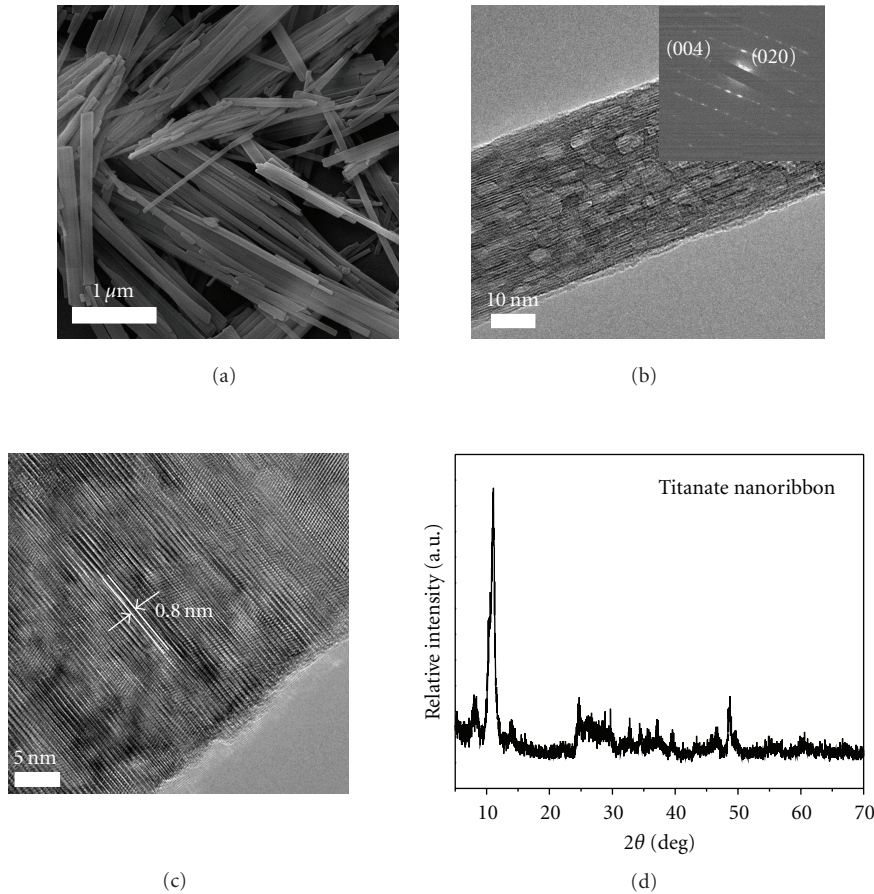 1 μm
(a)
(004)
(020)
10 nm
(b)
0.8 nm
5 nm
(c)
Titanate nanoribbon
Relative intensity (a.u.)
10 20 30 40 50 60 70
2θ (deg)
(d)